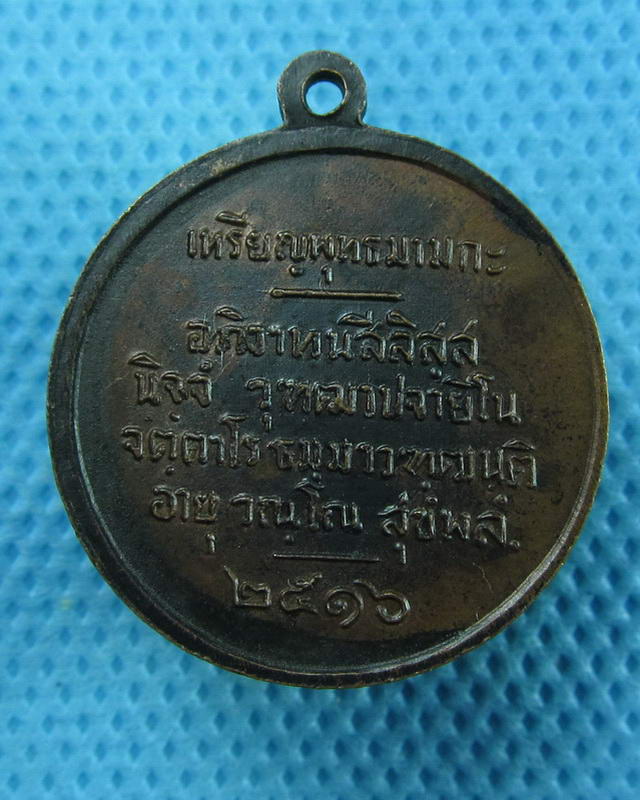 เหรียญพุทธมามกะ
อภิวาทนสีลิสฺส
นิจฺจํ วุฑฺฒาปจายิโน
จตฺตาโร ธมฺมา วฑฺฒนฺติ
อายุ วณฺโณ สุขํ พลํ.
๒๕๑๖